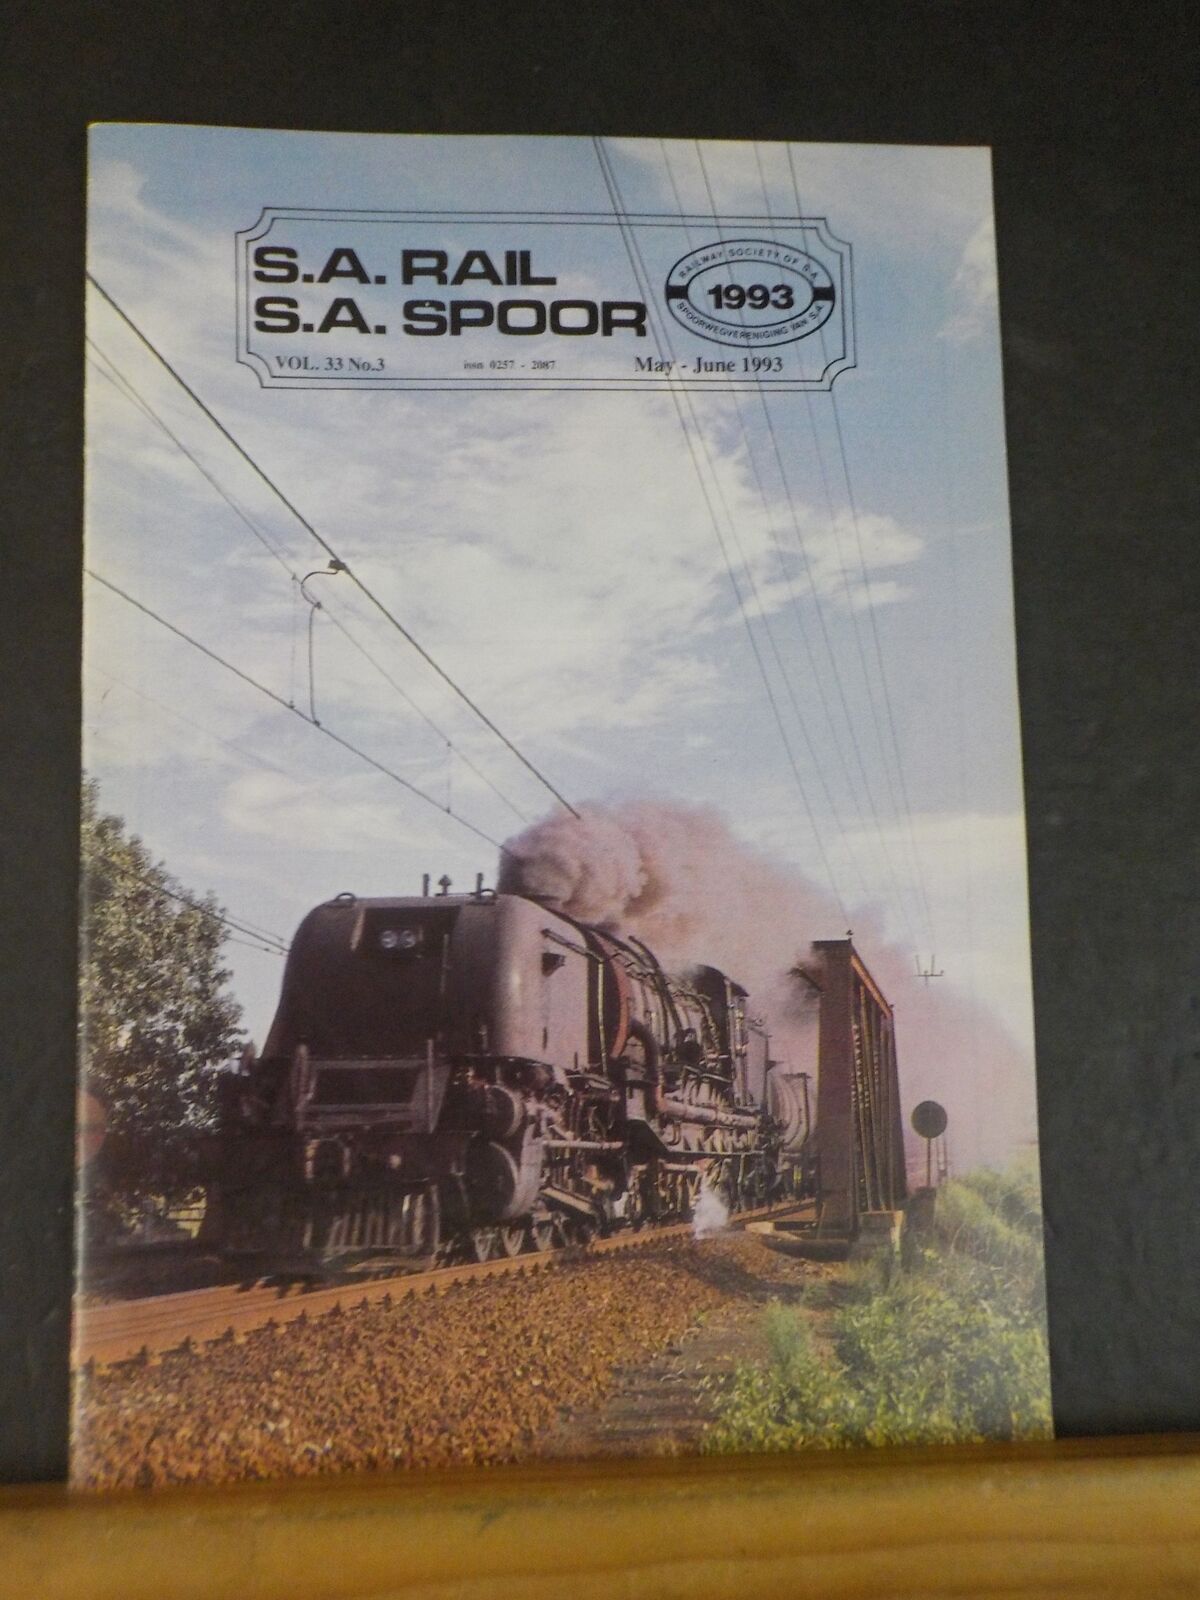 S.A. RAIL
S.A. SPOOR
RAILWAY SOCIETY OF S.A.
1993
SPOORWEGVERENIGING VAN S.A.
VOL. 33 No.3
issn 0257 - 2087
May - June 1993